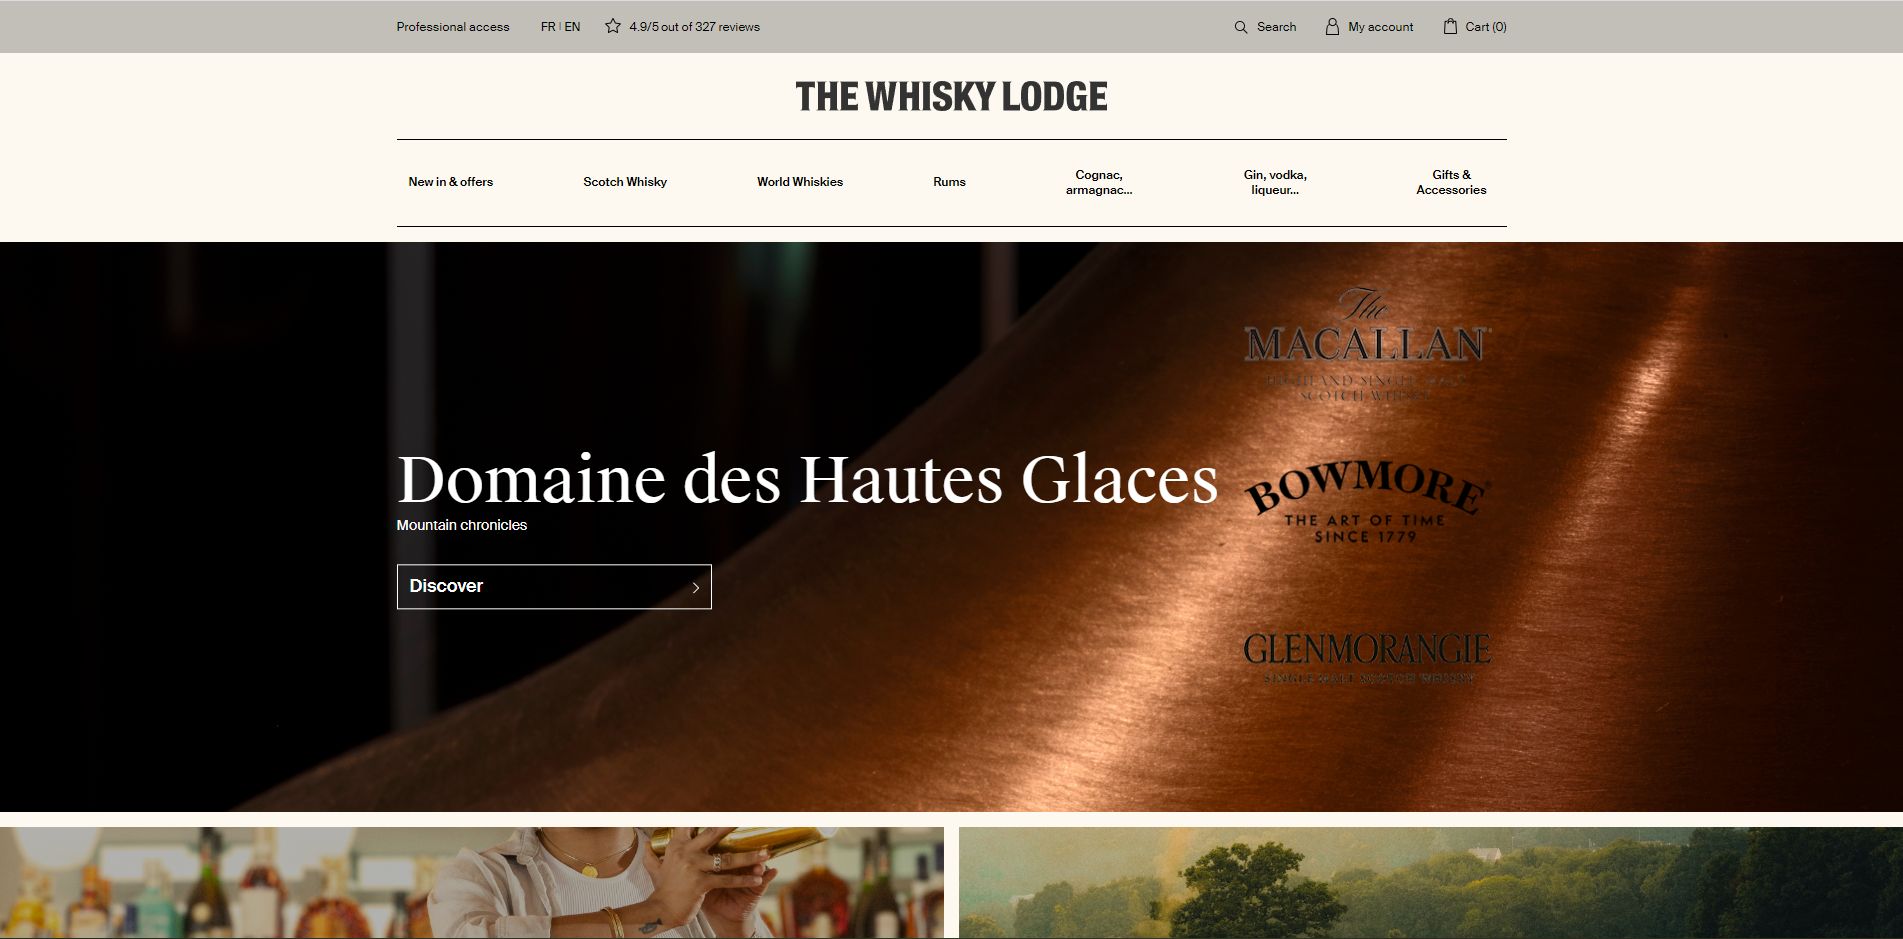 Professional access
FR | EN
4.9/5 out of 327 reviews
Search
My account
Cart (0)
THE WHISKY LODGE
New in & offers
Scotch Whisky
World Whiskies
Rums
Cognac,
armagnac...
Gin, vodka,
liqueur...
Gifts &
Accessories
The
MACALLAN
HIGHLAND SINGLE MALT
SCOTCH WHISKY
Domaine des Hautes Glaces
Mountain chronicles
Discover
BOWMORE®
THE ART OF TIME
SINCE 1779
GLENMORANGIE
SINGLE MALT SCOTCH WHISKY